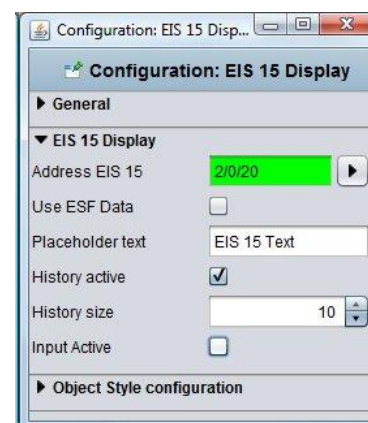 Configuration: EIS 15 Disp...
Configuration: EIS 15 Display
General
EIS 15 Display
Address EIS 15 2/0/20
Use ESF Data
Placeholder text EIS 15 Text
History active
History size 10
Input Active
Object Style configuration